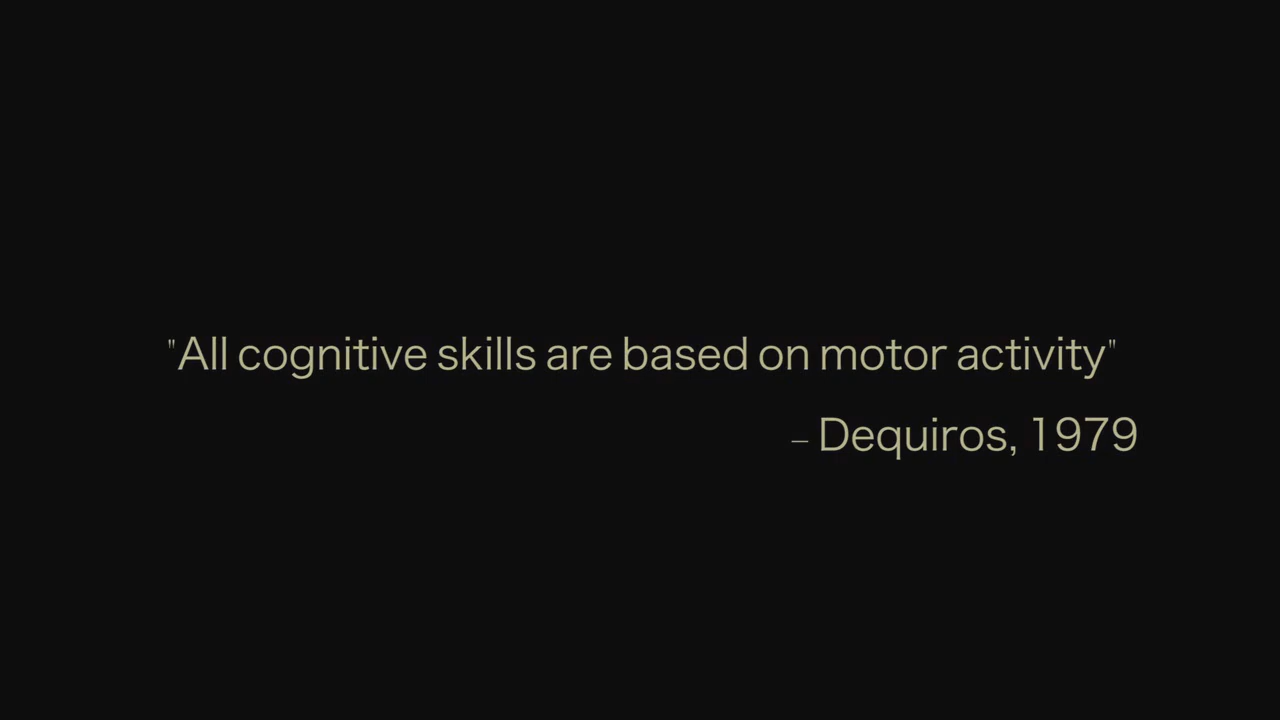 "All cognitive skills are based on motor activity"
– Dequiros, 1979